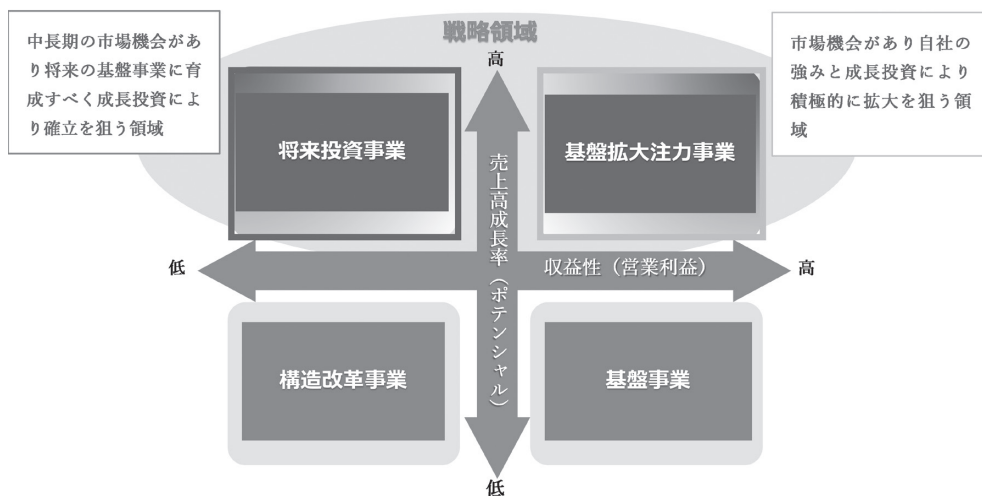 戦略領域
中長期の市場機会があ
り将来の基盤事業に育
成すべく成長投資によ
り確立を狙う領域
市場機会があり自社の
強みと成長投資により
積極的に拡大を狙う領
域
高
将来投資事業
基盤拡大注力事業
売上高成長率（ポテンシャル）
低
収益性（営業利益）
高
構造改革事業
基盤事業
低